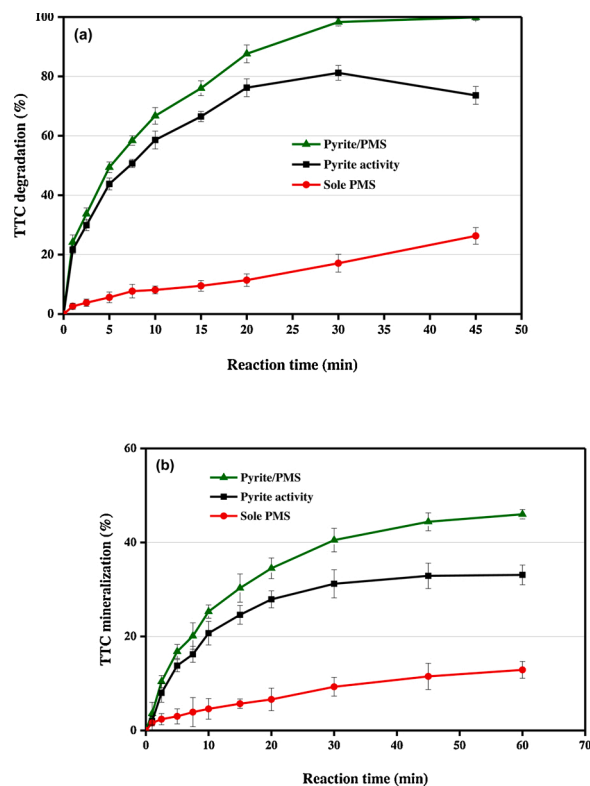 (a)
100
80
60
40
20
0
TTC degradation (%)
Pyrite/PMS
Pyrite activity
Sole PMS
0 5 10 15 20 25 30 35 40 45 50
Reaction time (min)
(b)
60
40
20
0
TTC mineralization (%)
Pyrite/PMS
Pyrite activity
Sole PMS
0 10 20 30 40 50 60 70
Reaction time (min)